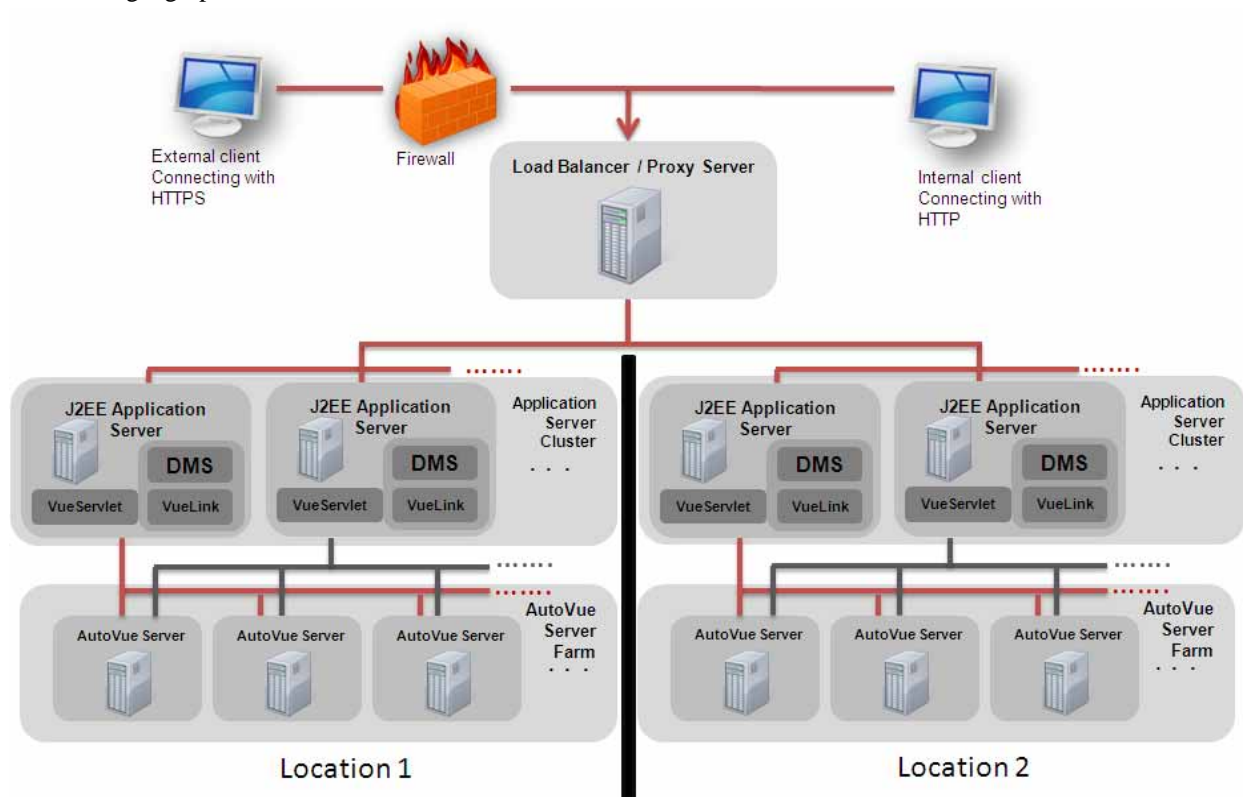 External client
Connecting with
HTTPS
Firewall
Load Balancer / Proxy Server
Internal client
Connecting with
HTTP
J2EE Application
Server
DMS
VueServlet
VueLink
J2EE Application
Server
DMS
VueServlet
VueLink
Application
Server
Cluster
. . .
J2EE Application
Server
DMS
VueServlet
VueLink
J2EE Application
Server
DMS
VueServlet
VueLink
Application
Server
Cluster
. . .
AutoVue Server
AutoVue Server
AutoVue Server
AutoVue
Server
Farm
. . .
AutoVue Server
AutoVue Server
AutoVue Server
AutoVue
Server
Farm
. . .
Location 1
Location 2